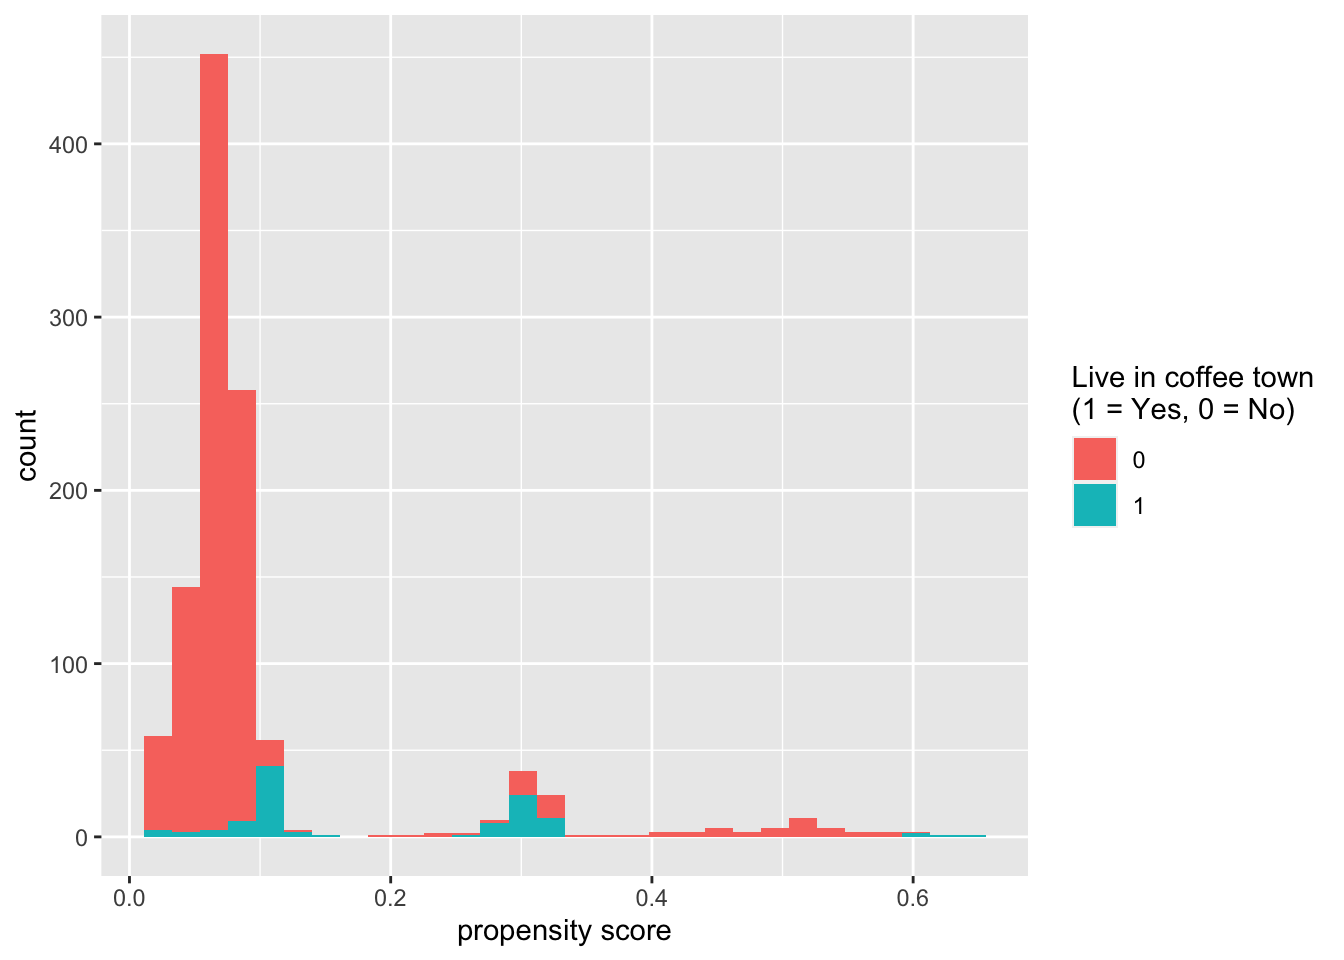 400
300
200
100
0
count
0.0 0.2 0.4 0.6
propensity score
Live in coffee town
(1 = Yes, 0 = No)
0
1